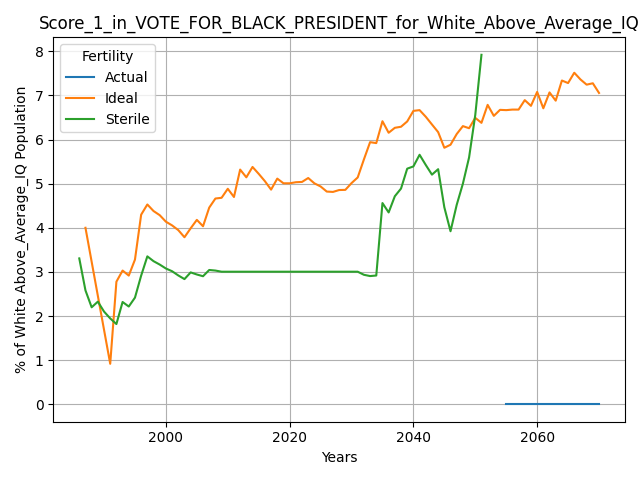 Score_1_in_VOTE_FOR_BLACK_PRESIDENT_for_White_Above_Average_IQ
8
7
6
5
4
3
2
1
0
% of White Above_Average_IQ Population
Fertility
Actual
Ideal
Sterile
2000
2020
2040
2060
Years